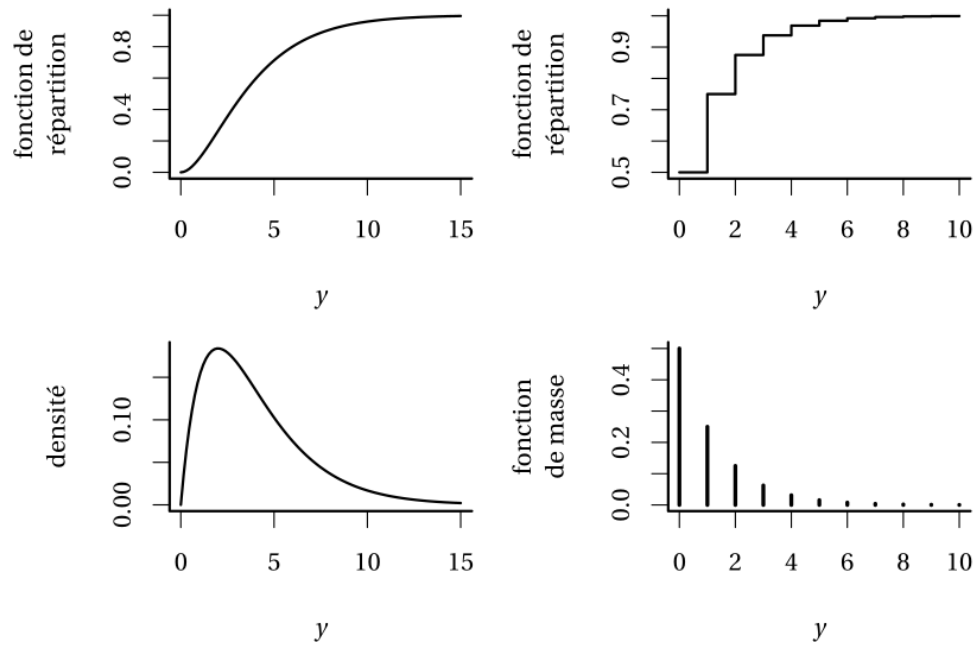 fonction de
répartition
0.0 0.4 0.8
0 5 10 15
y
fonction de
répartition
0.5 0.7 0.9
0 2 4 6 8 10
y
densité
0.00 0.10
0 5 10 15
y
fonction
de masse
0.0 0.2 0.4
0 2 4 6 8 10
y